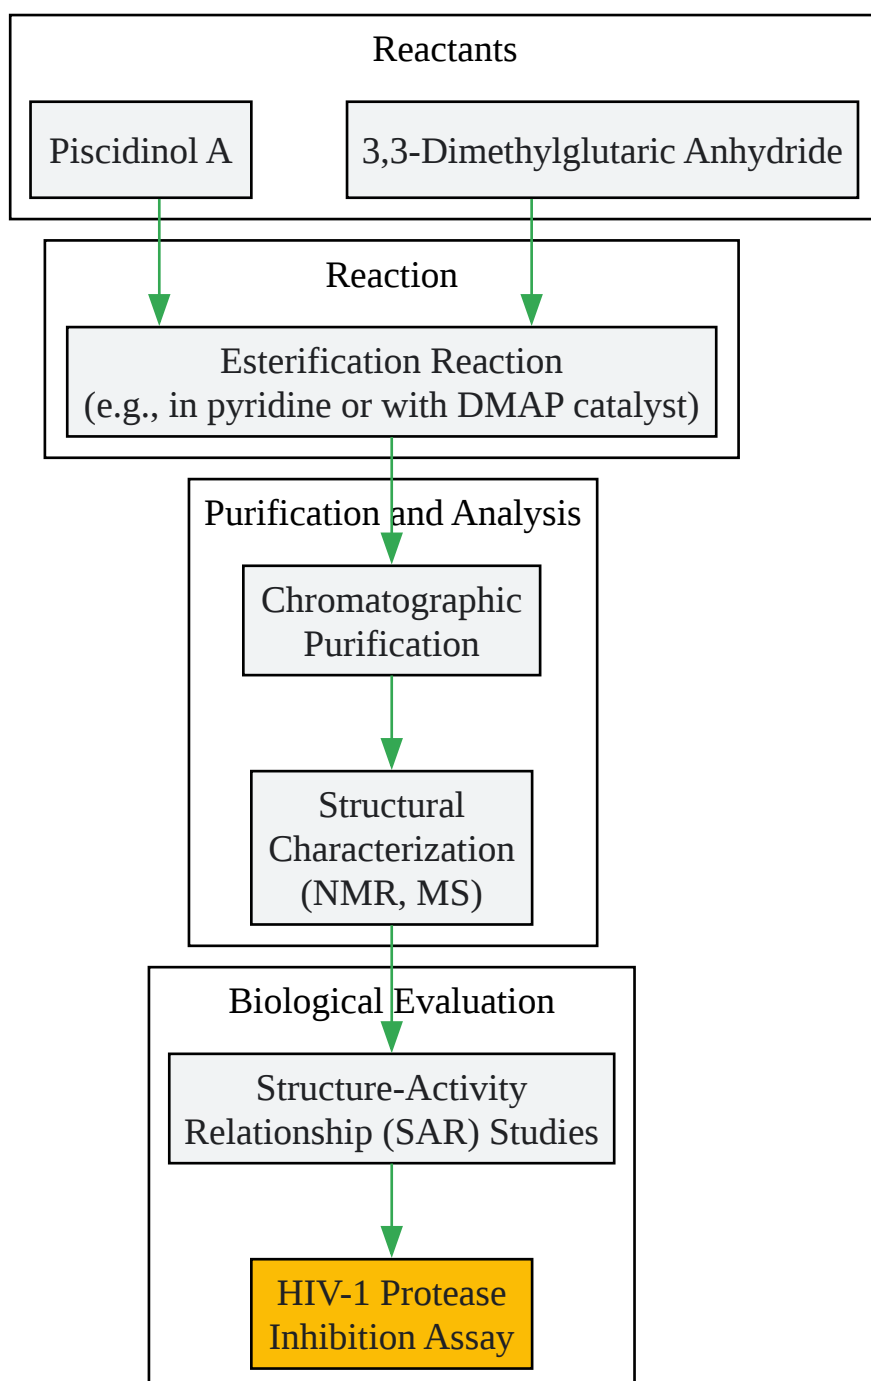 Reactants
Piscidinol A
3,3-Dimethylglutaric Anhydride
Reaction
Esterification Reaction
(e.g., in pyridine or with DMAP catalyst)
Purification and Analysis
Chromatographic
Purification
Structural
Characterization
(NMR, MS)
Biological Evaluation
Structure-Activity
Relationship (SAR) Studies
HIV-1 Protease
Inhibition Assay